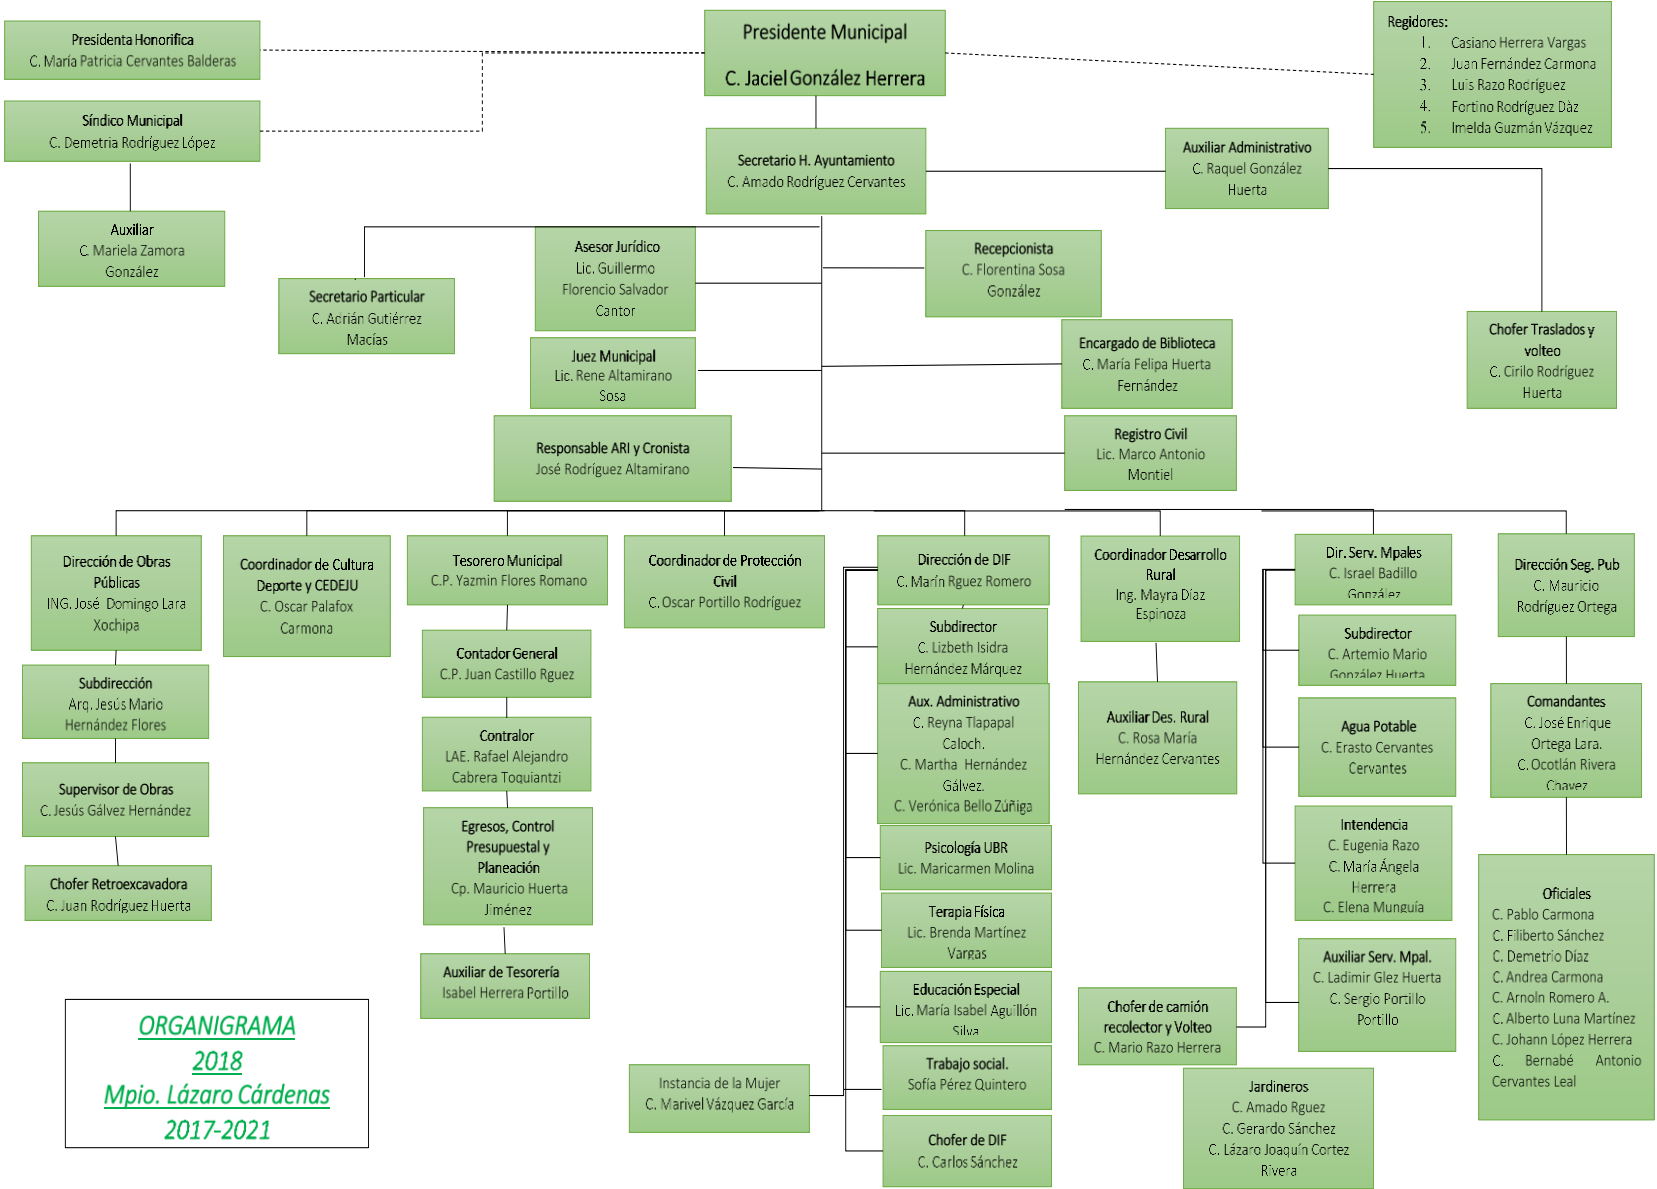 Presidenta Honorifica
C. María Patricia Cervantes Balderas
Presidente Municipal
C. Jaciel González Herrera
Regidores:
1. Casiano Herrera Vargas
2. Juan Fernández Carmona
3. Luis Razo Rodríguez
4. Fortino Rodríguez Dàz
5. Imelda Guzmán Vázquez
Síndico Municipal
C. Demetria Rodríguez López
Secretario H. Ayuntamiento
C. Amado Rodríguez Cervantes
Auxiliar Administrativo
C. Raquel González
Huerta
Auxiliar
C. Mariela Zamora
González
Secretario Particular
C. Adrián Gutiérrez
Macías
Asesor Jurídico
Lic. Guillermo
Florencio Salvador
Cantor
Recepcionista
C. Florentina Sosa
González
Chofer Traslados y
volteo
C. Cirilo Rodríguez
Huerta
Juez Municipal
Lic. Rene Altamirano
Sosa
Encargado de Biblioteca
C. María Felipa Huerta
Fernández
Responsable ARI y Cronista
José Rodríguez Altamirano
Registro Civil
Lic. Marco Antonio
Montiel
Dirección de Obras
Públicas
ING. José Domingo Lara
Xochipa
Subdirección
Arq. Jesús Mario
Hernández Flores
Supervisor de Obras
C. Jesús Gálvez Hernández
Chofer Retroexcavadora
C. Juan Rodríguez Huerta
Coordinador de Cultura
Deporte y CEDEJU
C. Oscar Palafox
Carmona
Tesorero Municipal
C.P. Yazmin Flores Romano
Contador General
C.P. Juan Castillo Rguez
Contralor
LAE. Rafael Alejandro
Cabrera Toquiantzi
Egresos, Control
Presupuestal y
Planeación
Cp. Mauricio Huerta
Jiménez
Auxiliar de Tesorería
Isabel Herrera Portillo
Coordinador de Protección
Civil
C. Oscar Portillo Rodríguez
Dirección de DIF
C. Marín Rguez Romero
Subdirector
C. Lizbeth Isidra
Hernández Márquez
Aux. Administrativo
C. Reyna Tlapapal
Caloch.
C. Martha Hernández
Gálvez.
C. Verónica Bello Zúñiga
Psicología UBR
Lic. Maricarmen Molina
Terapia Física
Lic. Brenda Martínez
Vargas
Educación Especial
Lic. María Isabel Aguillón
Silva
Trabajo social.
Sofía Pérez Quintero
Instancia de la Mujer
C. Marivel Vázquez García
Chofer de DIF
C. Carlos Sánchez
Coordinador Desarrollo
Rural
Ing. Mayra Díaz
Espinoza
Auxiliar Des. Rural
C. Rosa María
Hernández Cervantes
Dir. Serv. Mpales
C. Israel Badillo
González
Subdirector
C. Artemio Mario
González Huerta
Agua Potable
C. Erasto Cervantes
Cervantes
Intendencia
C. Eugenia Razo
C. María Ángela
Herrera
C. Elena Munguía
Auxiliar Serv. Mpal.
C. Ladimir Glez Huerta
C. Sergio Portillo
Portillo
Chofer de camión
recolector y Volteo
C. Mario Razo Herrera
Jardineros
C. Amado Rguez
C. Gerardo Sánchez
C. Lázaro Joaquín Cortez
Rivera
Dirección Seg. Pub
C. Mauricio
Rodríguez Ortega
Comandantes
C. José Enrique
Ortega Lara.
C. Ocotlán Rivera
Chavez
Oficiales
C. Pablo Carmona
C. Filiberto Sánchez
C. Demetrio Díaz
C. Andrea Carmona
C. Arnoln Romero A.
C. Alberto Luna Martínez
C. Johann López Herrera
C. Bernabé Antonio
Cervantes Leal
ORGANIGRAMA
2018
Mpio. Lázaro Cárdenas
2017-2021